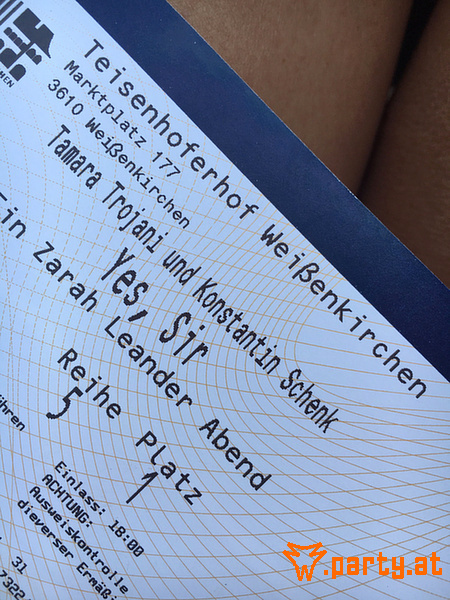 Teisenhoferhof Weißenkirchen
Marktplatz 177
3610 Weißenkirchen
Tamara Trojani und Konstantin Schenk
Yes, Sir
Ein Zarah Leander Abend
Reihe Platz
5 1
Einlass: 18:00
ACHTUNG:
Ausweiskontrolle
31
w.party.at